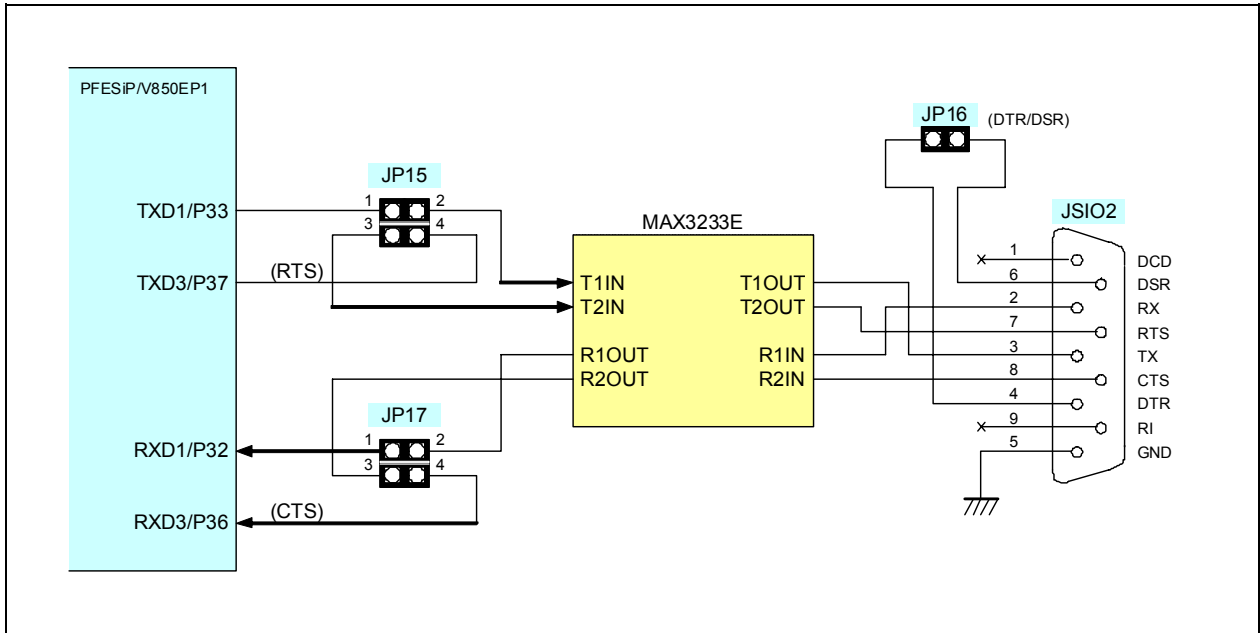 PFESiP/V850EP1
JP16
(DTR/DSR)
JP15
JSIO2
TXD1/P33
1
2
3
4
MAX3233E
1
DCD
TXD3/P37
(RTS)
T1IN
T1OUT
6
DSR
T2IN
T2OUT
2
RX
7
RTS
R1OUT
R1IN
3
TX
R2OUT
R2IN
8
CTS
JP17
4
DTR
RXD1/P32
1
2
9
RI
3
4
5
GND
RXD3/P36
(CTS)